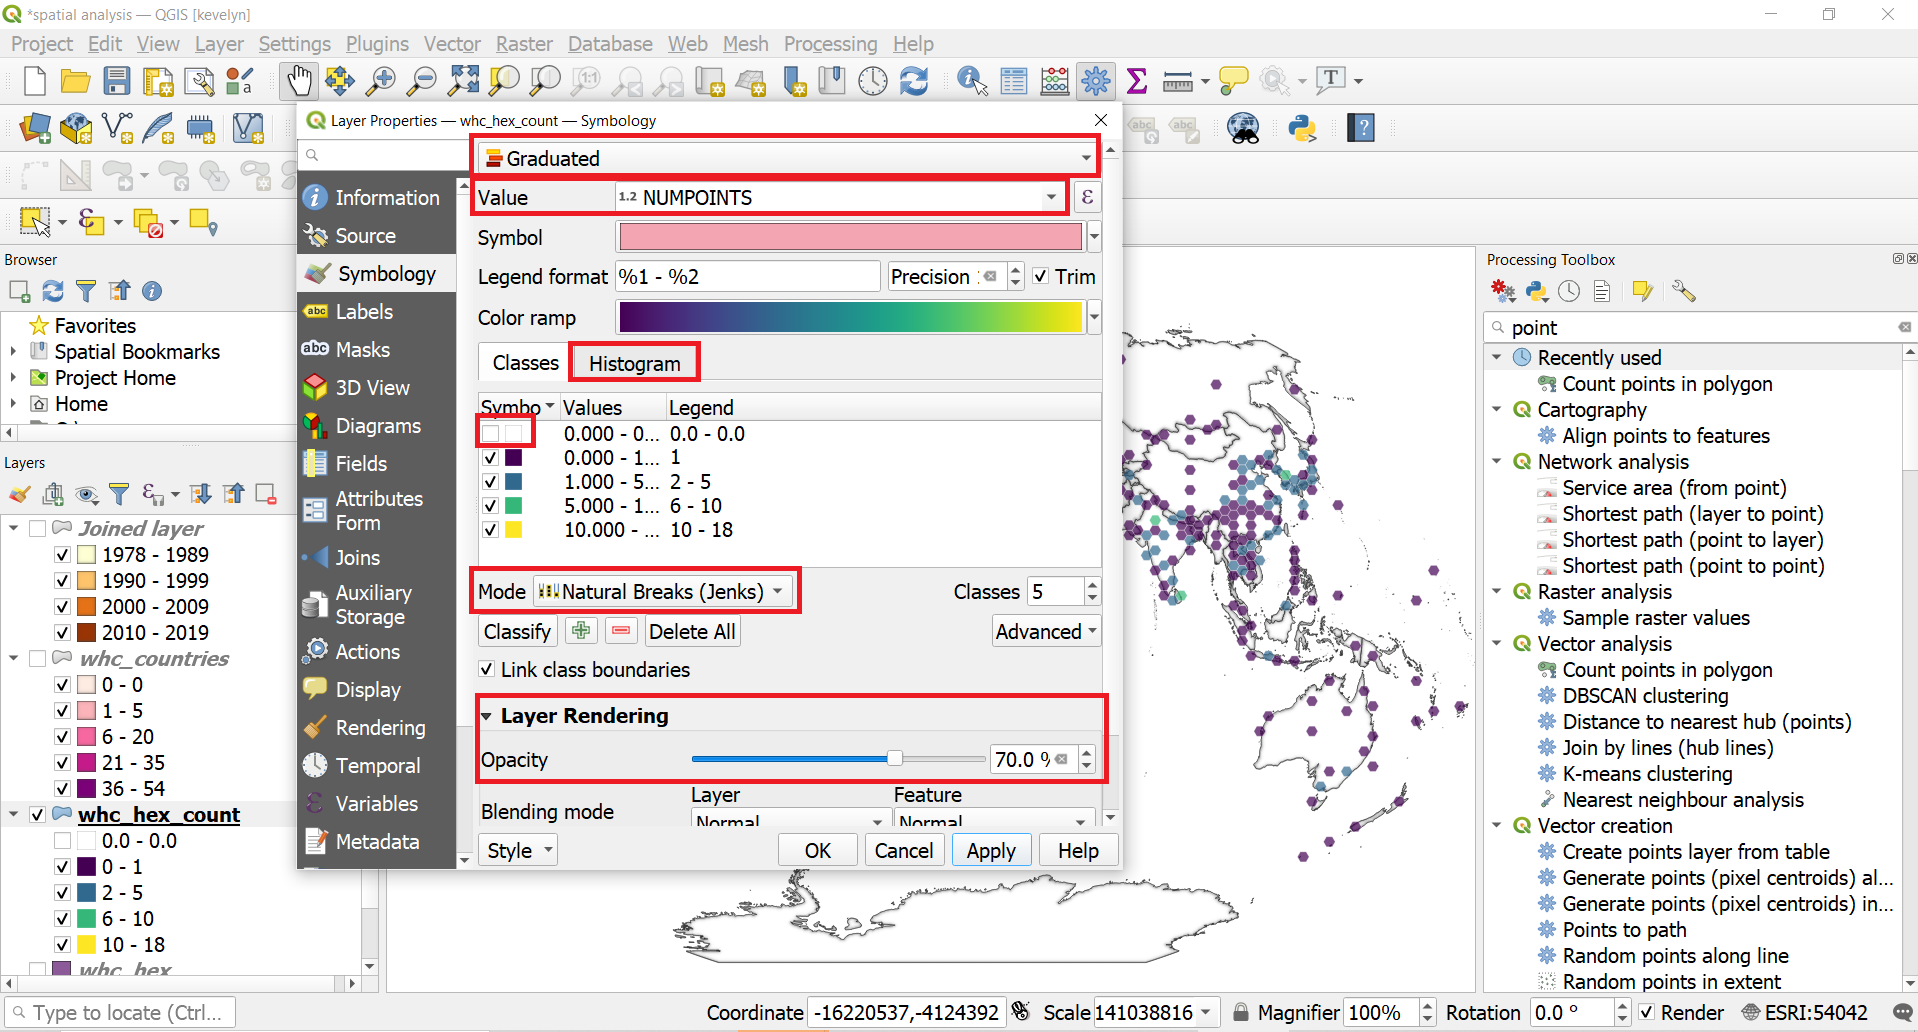 *spatial analysis — QGIS [kevelyn]
Project Edit View Layer Settings Plugins Vector Raster Database Web Mesh Processing Help
Layer Properties — whc_hex_count — Symbology
Information
Source
Symbology
Labels
Masks
3D View
Diagrams
Fields
Attributes
Form
Joins
Auxiliary
Storage
Actions
Display
Rendering
Temporal
Variables
Metadata
Graduated
Value 1.2 NUMPOINTS ε
Symbol
Legend format %1 - %2 Precision Trim
Color ramp
Classes Histogram
Symbo Values Legend
0.000 - 0... 0.0 - 0.0
0.000 - 1... 1
1.000 - 5... 2 - 5
5.000 - 1... 6 - 10
10.000 - ... 10 - 18
Mode Natural Breaks (Jenks) Classes 5
Classify Delete All Advanced
Link class boundaries
Layer Rendering
Opacity 70.0 %
Layer Feature
Blending mode Normal Normal
Style OK Cancel Apply Help
Browser
Favorites
Spatial Bookmarks
Project Home
Home
Layers
Joined layer
1978 - 1989
1990 - 1999
2000 - 2009
2010 - 2019
whc_countries
0 - 0
1 - 5
6 - 20
21 - 35
36 - 54
whc_hex_count
0.0 - 0.0
0 - 1
2 - 5
6 - 10
10 - 18
whc_hex
Processing Toolbox
point
Recently used
Count points in polygon
Cartography
Align points to features
Network analysis
Service area (from point)
Shortest path (layer to point)
Shortest path (point to layer)
Shortest path (point to point)
Raster analysis
Sample raster values
Vector analysis
Count points in polygon
DBSCAN clustering
Distance to nearest hub (points)
Join by lines (hub lines)
K-means clustering
Nearest neighbour analysis
Vector creation
Create points layer from table
Generate points (pixel centroids) al...
Generate points (pixel centroids) in...
Points to path
Random points along line
Random points in extent
Type to locate (Ctrl... Coordinate -16220537,-4124392 Scale 141038816 Magnifier 100% Rotation 0.0 ° Render ESRI:54042